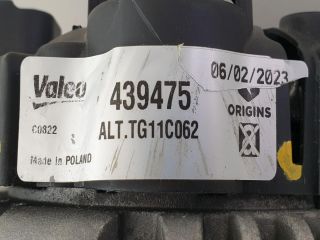 Valeo
439475
06/02/2023
ORIGINS
C0822
ALT.TG11C062
Made in POLAND